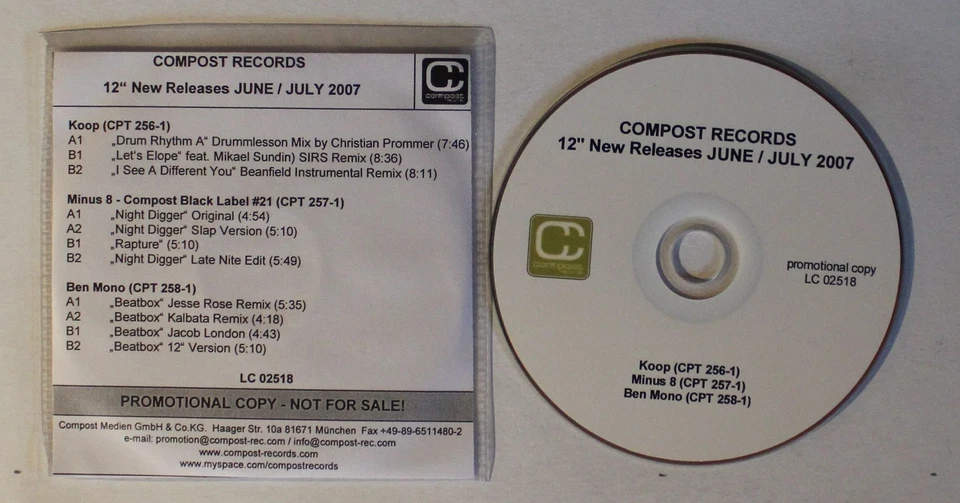 COMPOST RECORDS
12“ New Releases JUNE / JULY 2007
compost
Koop (CPT 256-1)
A1 „Drum Rhythm A“ Drummlesson Mix by Christian Prommer (7:46)
B1 „Let's Elope“ feat. Mikael Sundin) SIRS Remix (8:36)
B2 „I See A Different You“ Beanfield Instrumental Remix (8:11)
Minus 8 - Compost Black Label #21 (CPT 257-1)
A1 „Night Digger“ Original (4:54)
A2 „Night Digger“ Slap Version (5:10)
B1 „Rapture“ (5:10)
B2 „Night Digger“ Late Nite Edit (5:49)
Ben Mono (CPT 258-1)
A1 „Beatbox“ Jesse Rose Remix (5:35)
A2 „Beatbox“ Kalbata Remix (4:18)
B1 „Beatbox“ Jacob London (4:43)
B2 „Beatbox“ 12“ Version (5:10)
LC 02518
PROMOTIONAL COPY - NOT FOR SALE!
Compost Medien GmbH & Co.KG. Haager Str. 10a 81671 München Fax +49-89-6511480-2
e-mail: promotion@compost-rec.com / info@compost-rec.com
www.compost-records.com
www.myspace.com/compostrecords
COMPOST RECORDS
12" New Releases JUNE / JULY 2007
compost
promotional copy
LC 02518
Koop (CPT 256-1)
Minus 8 (CPT 257-1)
Ben Mono (CPT 258-1)